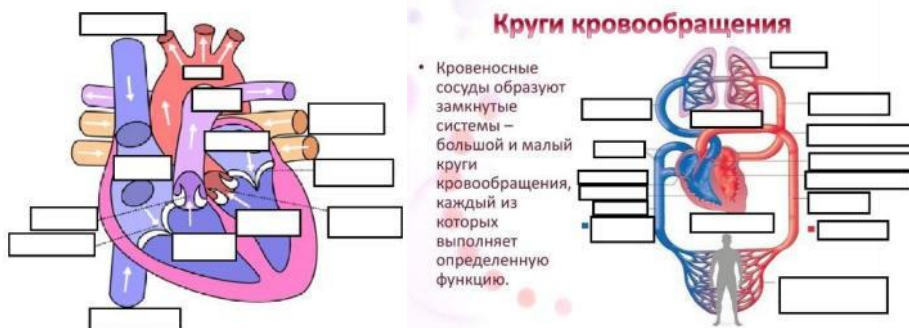 Круги кровообращения
• Кровеносные
сосуды образуют
замкнутые
системы –
большой и малый
круги
кровообращения,
каждый из
которых
выполняет
определенную
функцию.